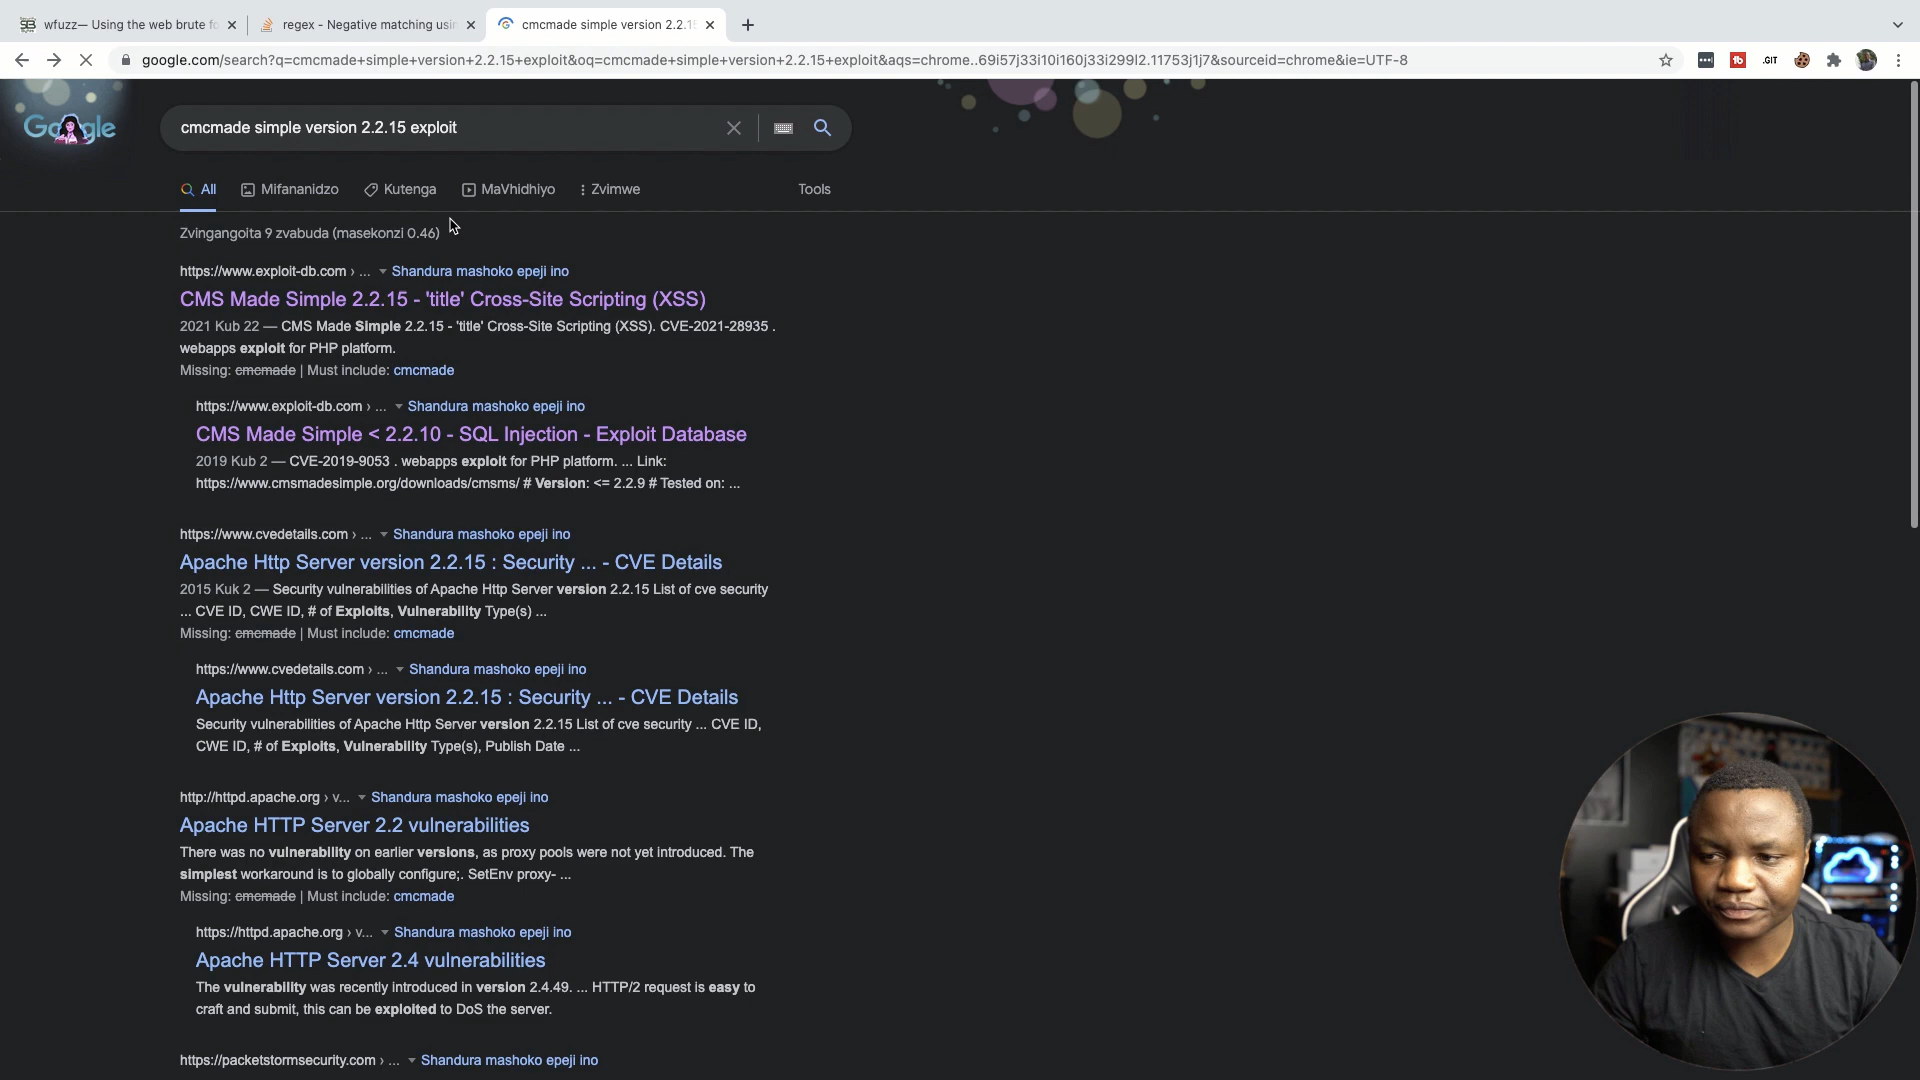 wfuzz— Using the web brute fo
regex - Negative matching usin
cmcmade simple version 2.2.15
google.com/search?q=cmcmade+simple+version+2.2.15+exploit&oq=cmcmade+simple+version+2.2.15+exploit&aqs=chrome..69i57j33i10i160j33i299l2.11753j1j7&sourceid=chrome&ie=UTF-8
.GIT
cmcmade simple version 2.2.15 exploit
All Mifananidzo Kutenga MaVhidhiyo Zvimwe Tools
Zvingangoita 9 zvabuda (masekonzi 0.46)
https://www.exploit-db.com › ... Shandura mashoko epeji ino
CMS Made Simple 2.2.15 - 'title' Cross-Site Scripting (XSS)
2021 Kub 22 — CMS Made Simple 2.2.15 - 'title' Cross-Site Scripting (XSS). CVE-2021-28935 .
webapps exploit for PHP platform.
Missing: cmcmade | Must include: cmcmade
https://www.exploit-db.com › ... Shandura mashoko epeji ino
CMS Made Simple < 2.2.10 - SQL Injection - Exploit Database
2019 Kub 2 — CVE-2019-9053 . webapps exploit for PHP platform. ... Link:
https://www.cmsmadesimple.org/downloads/cmsms/ # Version: <= 2.2.9 # Tested on: ...
https://www.cvedetails.com › ... Shandura mashoko epeji ino
Apache Http Server version 2.2.15 : Security ... - CVE Details
2015 Kuk 2 — Security vulnerabilities of Apache Http Server version 2.2.15 List of cve security
... CVE ID, CWE ID, # of Exploits, Vulnerability Type(s) ...
Missing: cmcmade | Must include: cmcmade
https://www.cvedetails.com › ... Shandura mashoko epeji ino
Apache Http Server version 2.2.15 : Security ... - CVE Details
Security vulnerabilities of Apache Http Server version 2.2.15 List of cve security ... CVE ID,
CWE ID, # of Exploits, Vulnerability Type(s), Publish Date ...
http://httpd.apache.org › v... Shandura mashoko epeji ino
Apache HTTP Server 2.2 vulnerabilities
There was no vulnerability on earlier versions, as proxy pools were not yet introduced. The
simplest workaround is to globally configure;. SetEnv proxy- ...
Missing: cmcmade | Must include: cmcmade
https://httpd.apache.org › v... Shandura mashoko epeji ino
Apache HTTP Server 2.4 vulnerabilities
The vulnerability was recently introduced in version 2.4.49. ... HTTP/2 request is easy to
craft and submit, this can be exploited to DoS the server.
https://packetstormsecurity.com › ... Shandura mashoko epeji ino